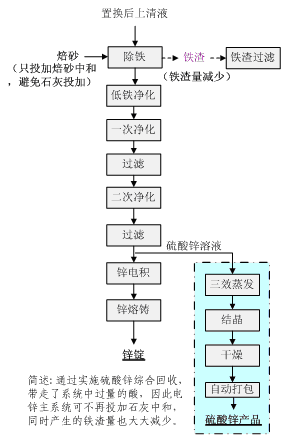 置换后上清液
焙砂
（只投加焙砂中和
，避免石灰投加）
除铁
铁渣
铁渣过滤
（铁渣量减少）
低铁净化
一次净化
过滤
二次净化
过滤
硫酸锌溶液
锌电积
锌熔铸
锌锭
三效蒸发
结晶
干燥
自动打包
硫酸锌产品
简述：通过实施硫酸锌综合回收，
带走了系统中过量的酸，因此电
锌主系统可不再投加石灰中和，
同时产生的铁渣量也大大减少。